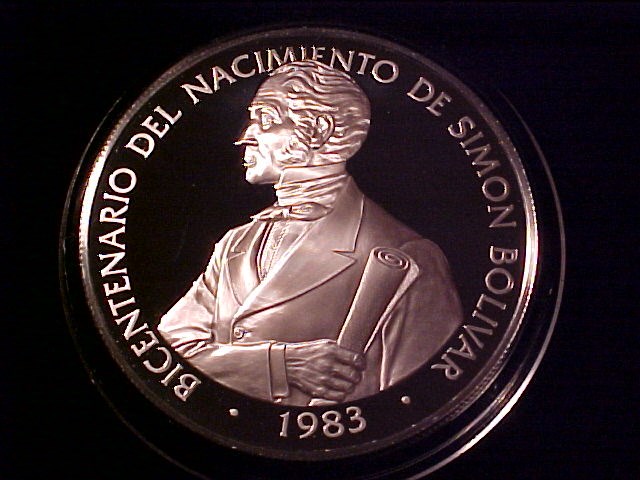 BICENTENARIO DEL NACIMIENTO DE SIMON BOLIVAR
• 1983 •